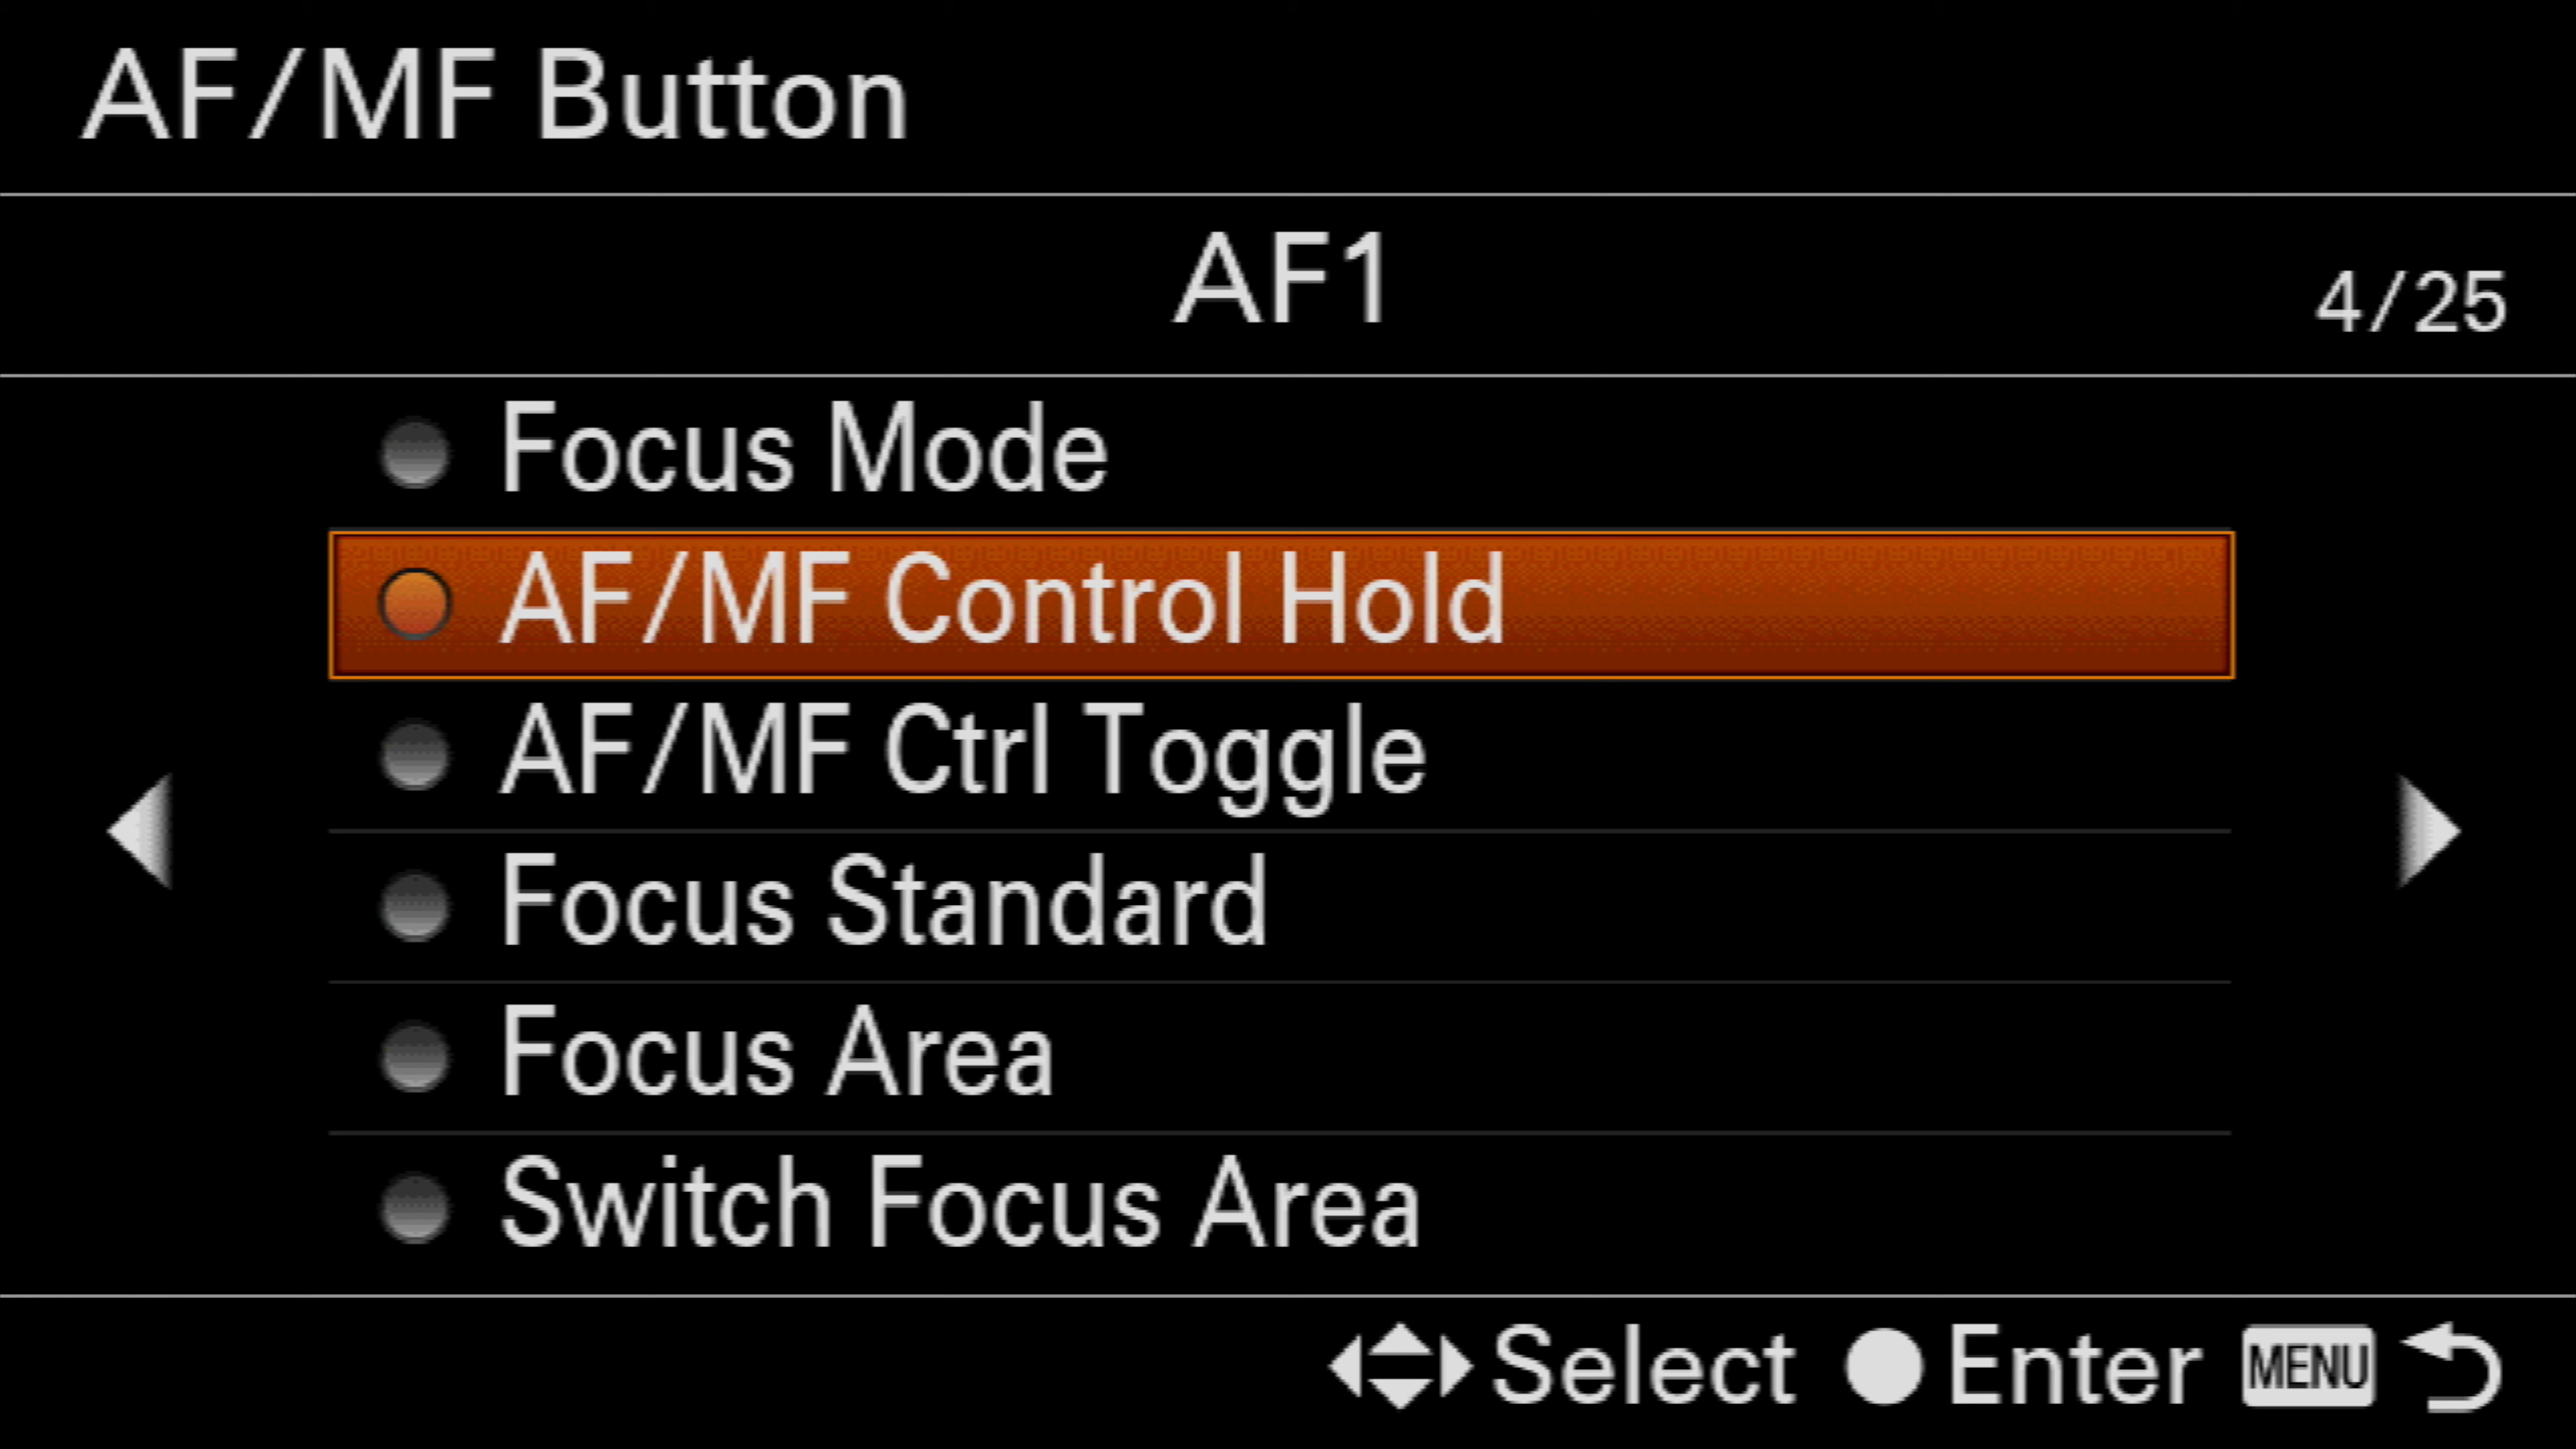 AF/MF Button
AF1
4/25
Focus Mode
AF/MF Control Hold
AF/MF Ctrl Toggle
Focus Standard
Focus Area
Switch Focus Area
Select Enter MENU